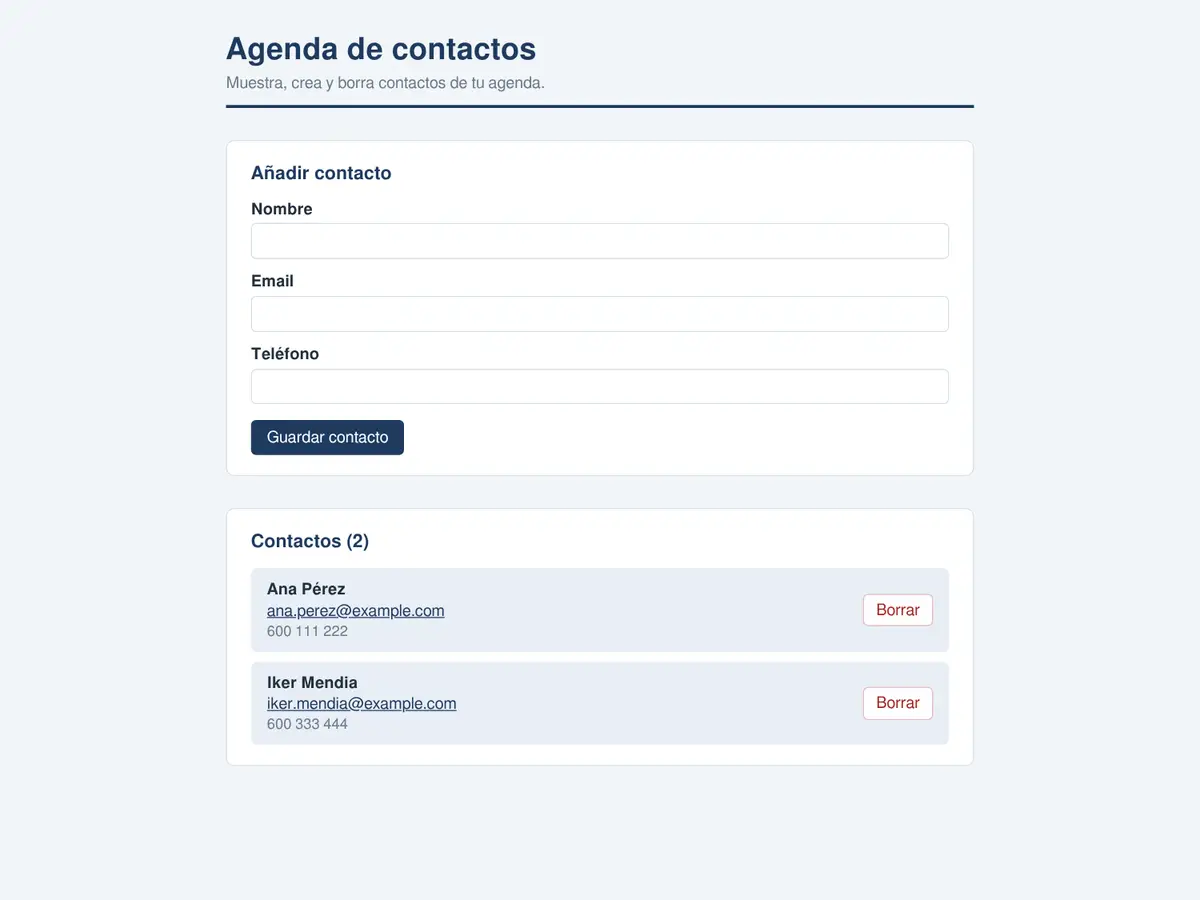 Agenda de contactos
Muestra, crea y borra contactos de tu agenda.
Añadir contacto
Nombre
Email
Teléfono
Guardar contacto
Contactos (2)
Ana Pérez
ana.perez@example.com
600 111 222
Borrar
Iker Mendia
iker.mendia@example.com
600 333 444
Borrar